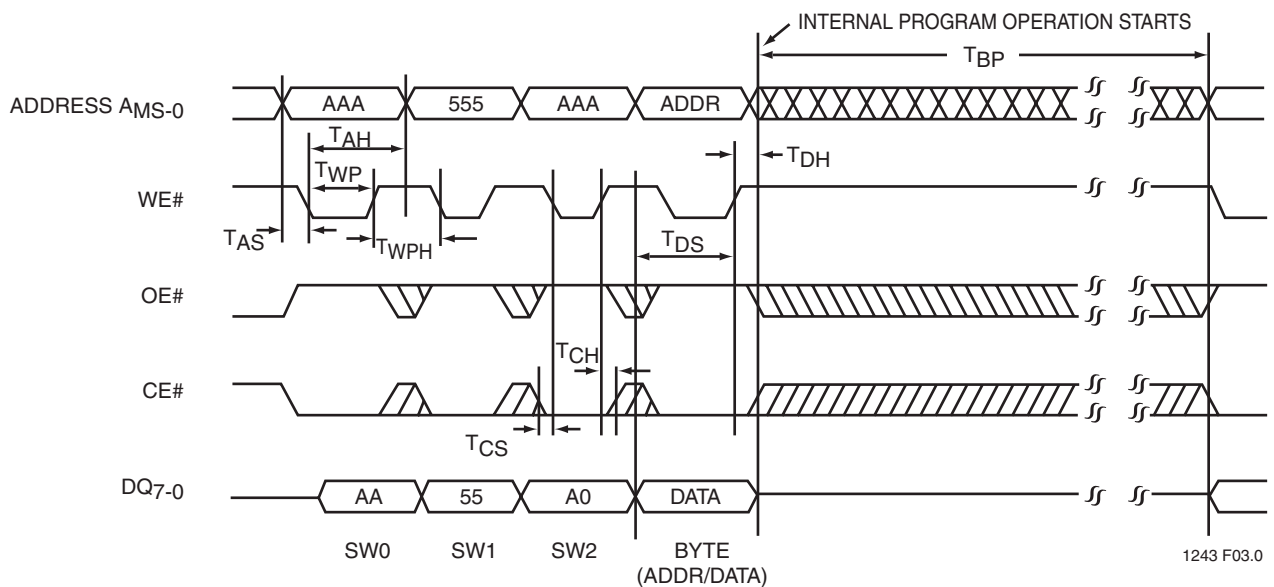 INTERNAL PROGRAM OPERATION STARTS
TBP
ADDRESS AMS-0
AAA
555
AAA
ADDR
TAH
TDH
TWP
WE#
TAS
TWPH
TDS
OE#
TCH
CE#
TCS
DQ7-0
AA
55
A0
DATA
SW0
SW1
SW2
BYTE
(ADDR/DATA)
1243 F03.0